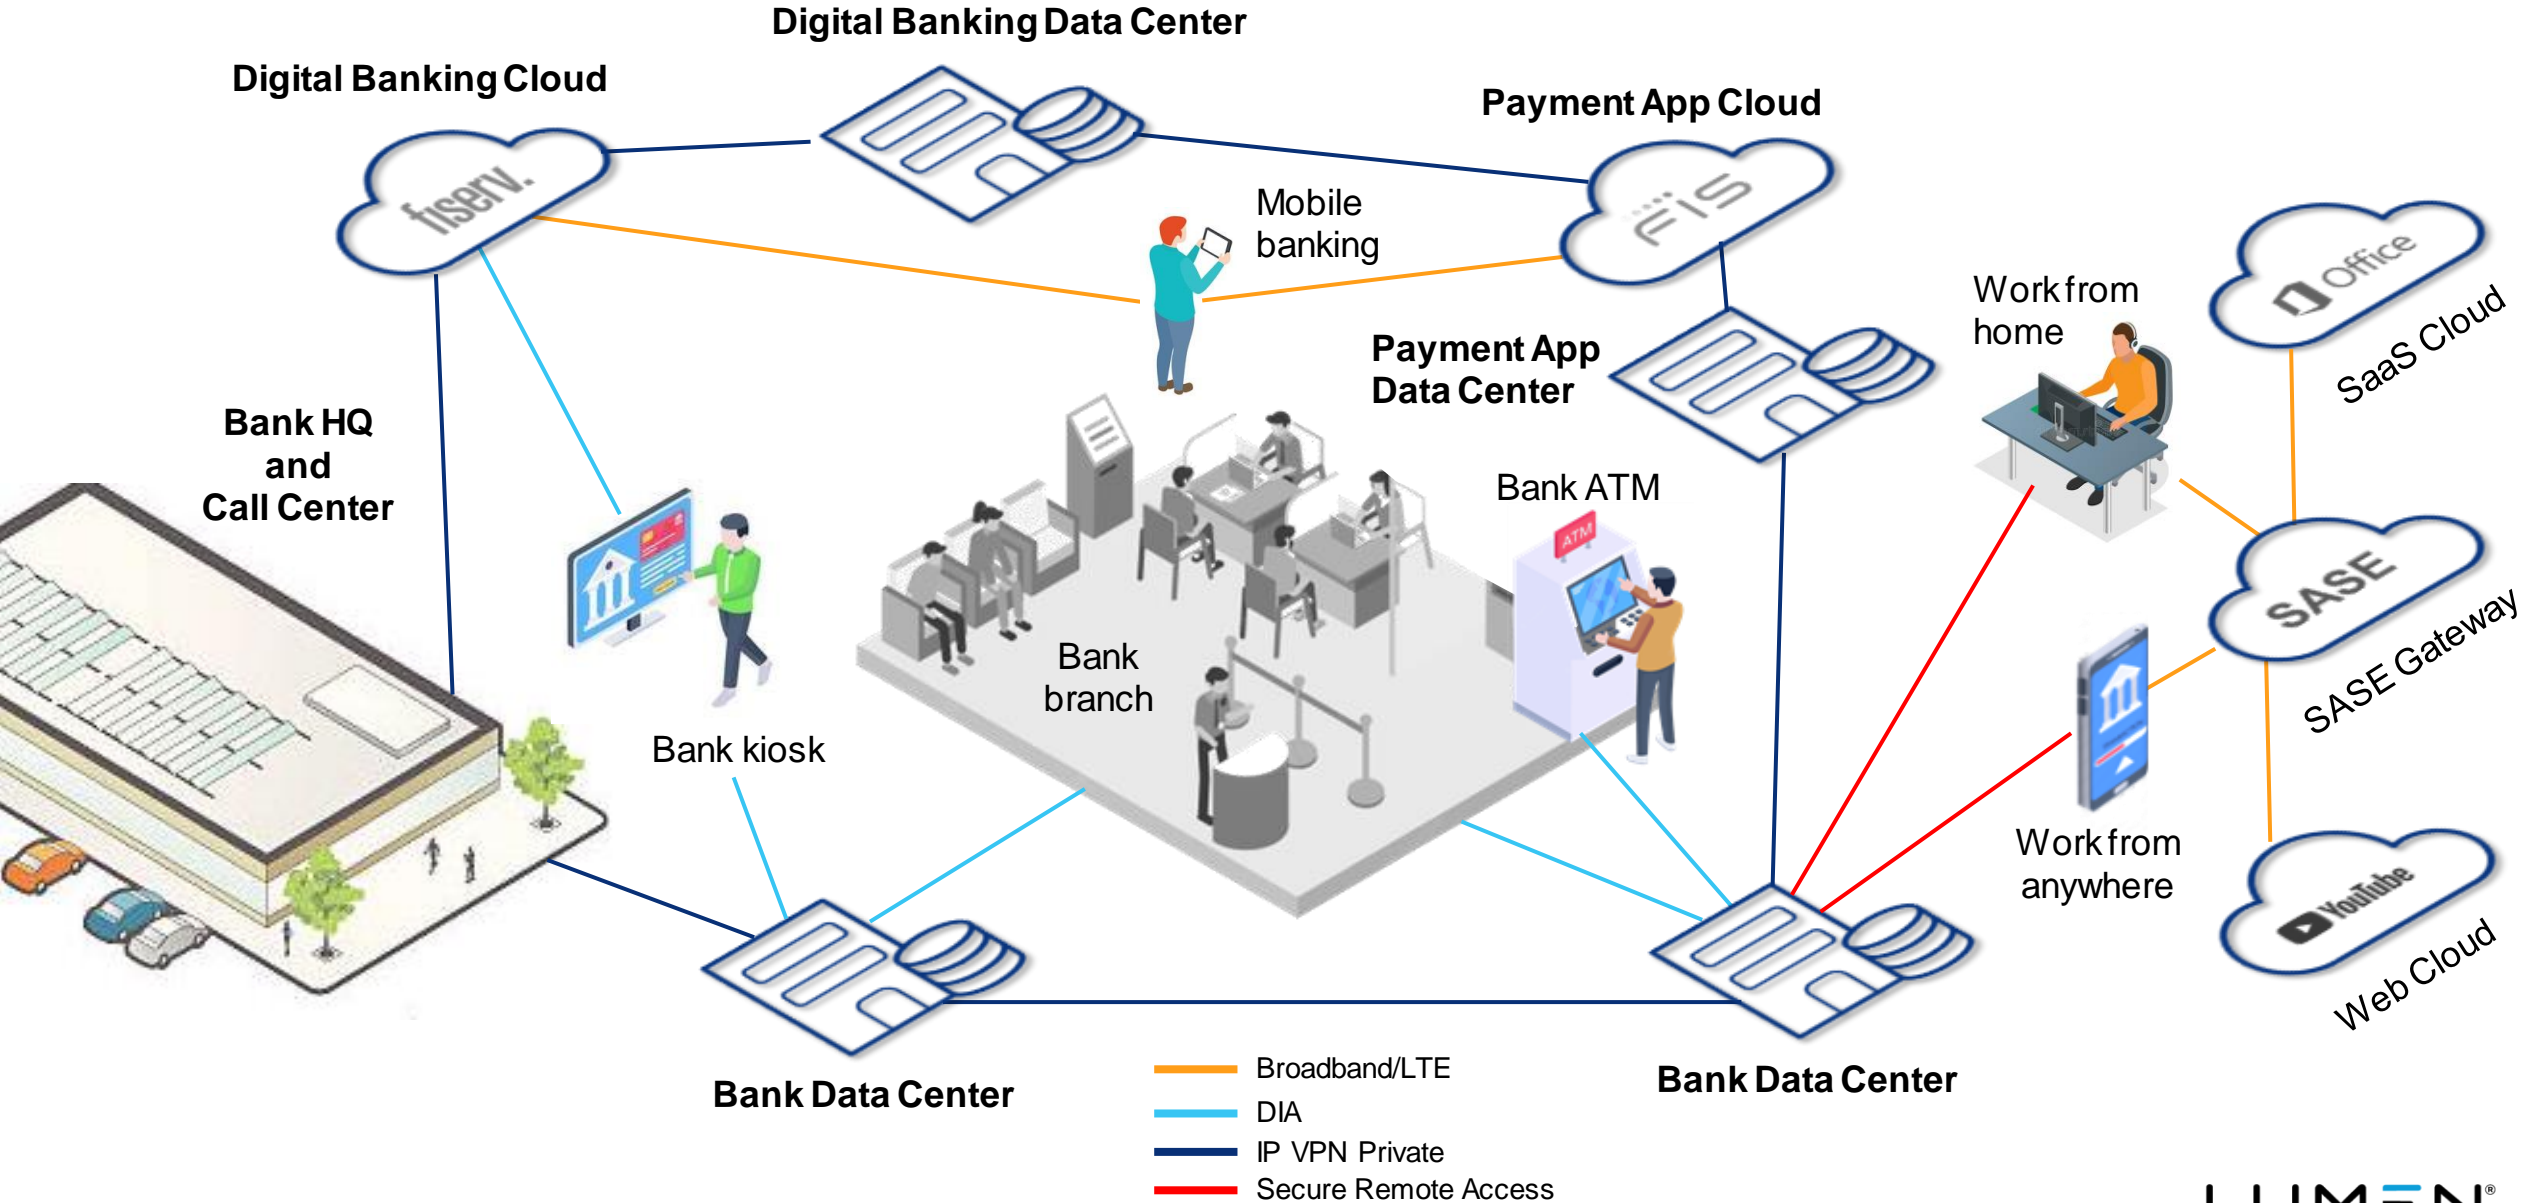 Digital Banking Data Center
Digital Banking Cloud
Payment App Cloud
fiserv.
FIS
Mobile
banking
Office
SaaS Cloud
Work from
home
Payment App
Data Center
Bank HQ
and
Call Center
Bank ATM
ATM
SASE
SASE Gateway
Bank
branch
Bank kiosk
Work from
anywhere
YouTube
Web Cloud
Bank Data Center
Bank Data Center
Broadband/LTE
DIA
IP VPN Private
Secure Remote Access
LUMEN®